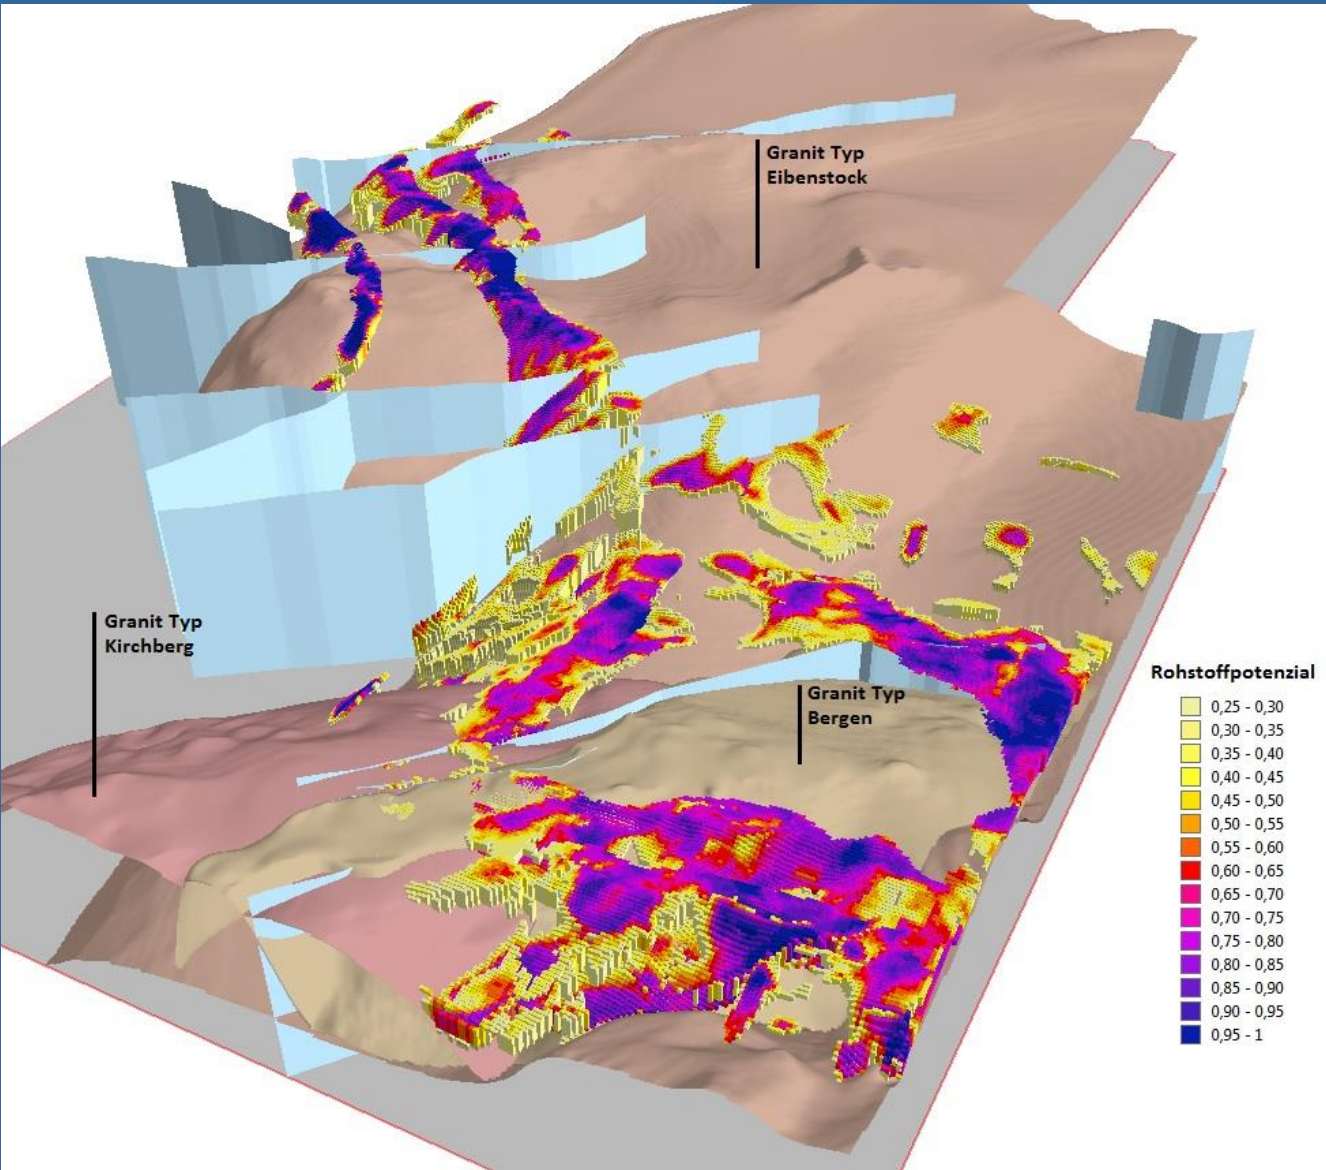 Granit Typ
Eibenstock
Granit Typ
Kirchberg
Granit Typ
Bergen
Rohstoffpotenzial
0,25 - 0,30
0,30 - 0,35
0,35 - 0,40
0,40 - 0,45
0,45 - 0,50
0,50 - 0,55
0,55 - 0,60
0,60 - 0,65
0,65 - 0,70
0,70 - 0,75
0,75 - 0,80
0,80 - 0,85
0,85 - 0,90
0,90 - 0,95
0,95 - 1